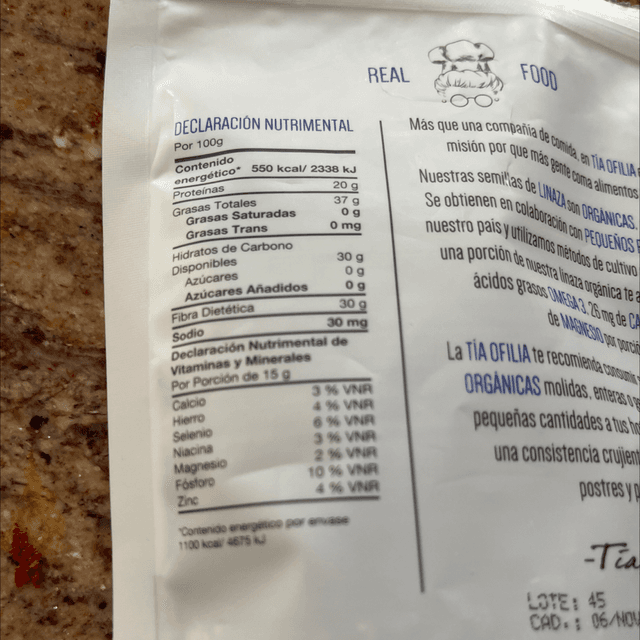 REAL FOOD
DECLARACIÓN NUTRIMENTAL
Por 100g
Contenido
energético* 550 kcal/ 2338 kJ
Proteínas 20 g
Grasas Totales 37 g
Grasas Saturadas 0 g
Grasas Trans 0 mg
Hidratos de Carbono
Disponibles 30 g
Azúcares 0 g
Azúcares Añadidos 0 g
Fibra Dietética 30 g
Sodio 30 mg
Declaración Nutrimental de
Vitaminas y Minerales
Por Porción de 15 g
Calcio 3 % VNR
Hierro 4 % VNR
Selenio 6 % VNR
Niacina 3 % VNR
Magnesio 2 % VNR
Fósforo 10 % VNR
Zinc 4 % VNR
*Contenido energético por envase
1100 kcal/ 4675 kJ
Más que una compañía de comida, en TÍA OFILIA
misión por que más gente coma alimentos
Nuestras semillas de LINAZA son ORGÁNICAS.
Se obtienen en colaboración con PEQUEÑOS
nuestro país y utilizamos métodos de cultivo
una porción de nuestra linaza orgánica te
ácidos grasos OMEGA 3, 26 mg de
de MAGNESIO por
La TÍA OFILIA te recomienda
ORGÁNICAS molidas, enteras
pequeñas cantidades a tus
una consistencia
postres y
-Tía
LOTE: 45
CAD.: 06/NOV